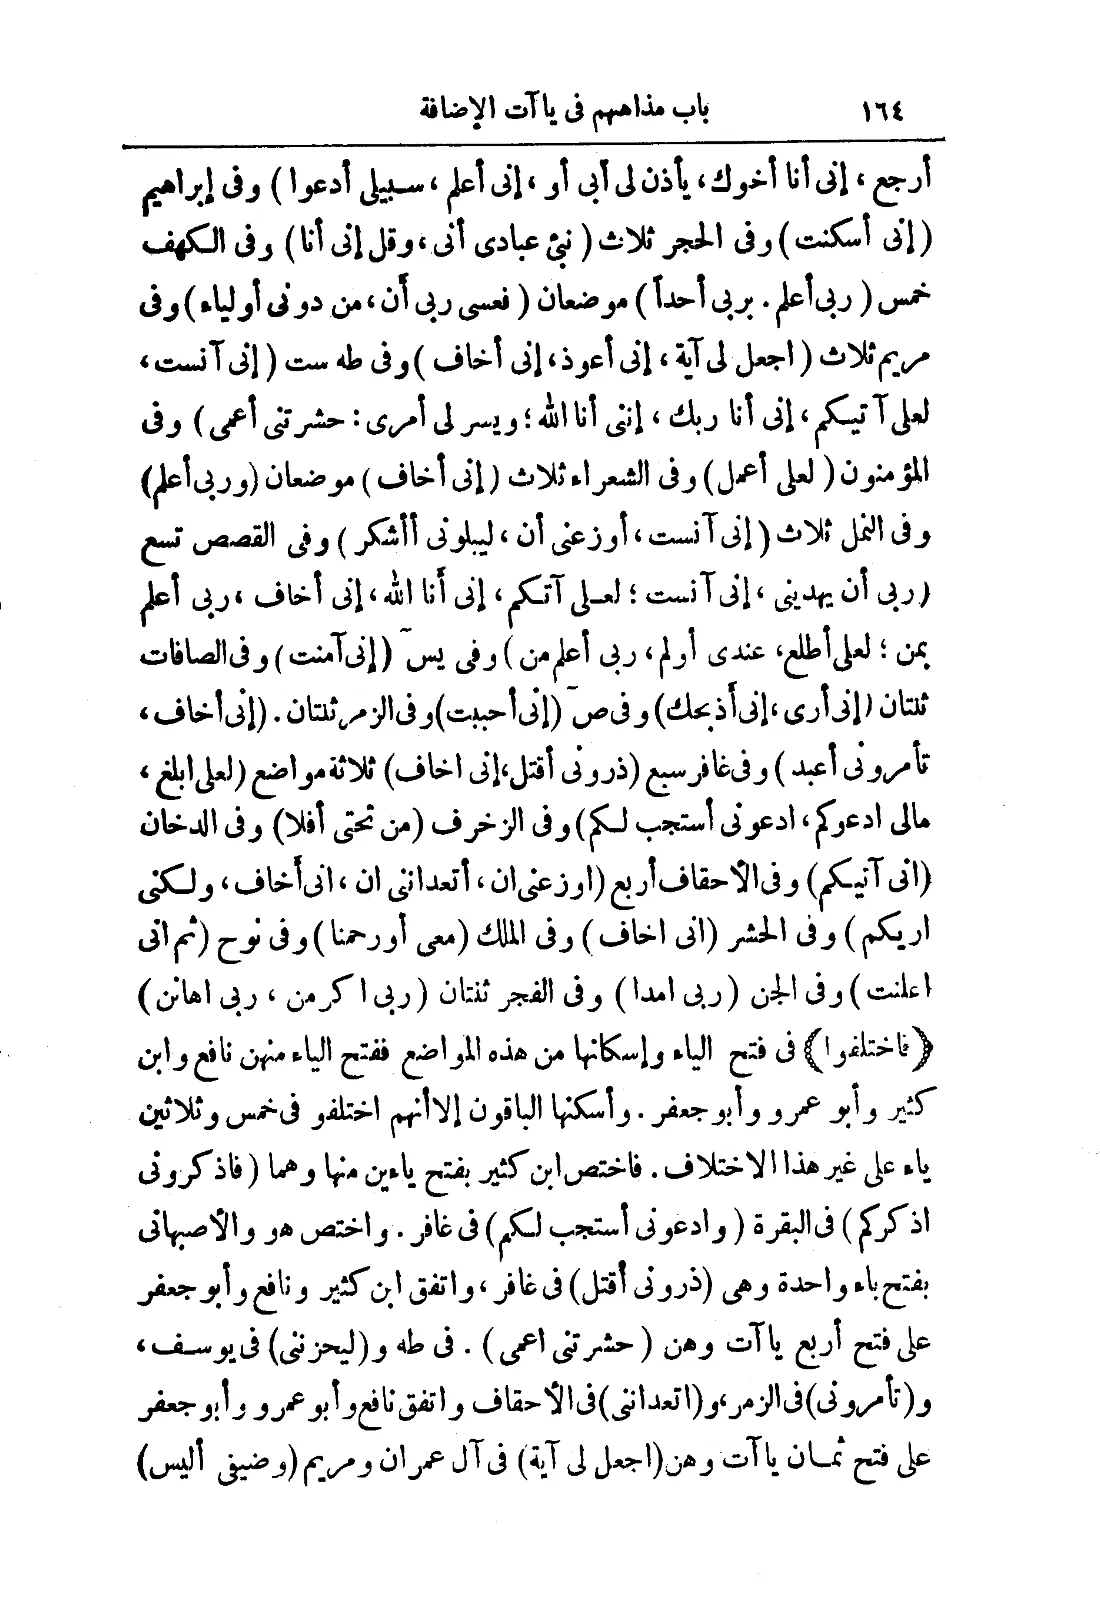 ١٦٤ باب مذاهبهم فى ياآت الإضافة
أرجع ، إنى أنا أخوك، يأذن لى أبى أو ، إنى أعلم ، سبيلى أدعوا ) وفى إبراهيم
(إنى أسكنت ) وفى الحجر ثلاث ( نبئ عبادى أنى ، وقل إنى أنا ) وفى الكهف
خمس ( ربى أعلم . بربى أحداً ) موضعان ( فعسى ربى أن ، من دونى أولياء ) وفى
مريم ثلاث ( اجعل لى آية ، إنى أعوذ، إنى أخاف ) وفى طه ست ( إنى آنست ،
لعلى آتيكم ، إنى أنا ربك ، إننى أنا الله ؛ ويسر لى أمرى : حشرتنى أعمى ) وفى
المؤمنون ( لعلى أعمل ) وفى الشعراء ثلاث ( إنى أخاف ) موضعان (وربى أعلم)
وفى النمل ثلاث ( إنى آنست ، أوزعنى أن ، ليبلونى أأشكر ) وفى القصص تسع
(ربى أن يهدينى ، إنى آنست ؛ لعلى آتكم ، إنى أنا الله ، إنى أخاف ، ربى أعلم
بمن ؛ لعلى أطلع، عندى أولم ، ربى أعلم من ) وفى يسۤ (إنى آمنت ) وفى الصافات
ثنتان (إنى أرى ، إنى أذبحك) وفى صۤ (إنى أحببت) وفى الزمر ثنتان . (إنى أخاف ،
تأمرونى أعبد ) وفى غافر سبع (ذرونى أقتل، إنى اخاف) ثلاثة مواضع (لعلى ابلغ ،
مالى ادعوكم ، ادعونى أستجب لكم) وفى الزخرف (من تحتى أفلا) وفى الدخان
(انى آتيكم) وفى الأحقاف أربع (اوزعنى ان ، أتعداننى ان ، انى أخاف ، ولكنى
اريكم ) وفى الحشر (انى اخاف ) وفى الملك (معى أو رحمنا ) وفى نوح (ثم انى
اعلنت ) وفى الجن (ربى امدا ) وفى الفجر ثنتان (ربى اكرمن ، ربى اهانن )
﴿فاختلفوا﴾ فى فتح الياء وإسكانها من هذه المواضع ففتح الياء منهن نافع وابن
كثير وأبو عمرو وأبو جعفر . وأسكنها الباقون إلا أنهم اختلفو فى خمس وثلاثين
ياء على غير هذا الاختلاف . فاختص ابن كثير بفتح ياءين منها وهما ( فاذكرونى
اذكركم ) فى البقرة ( وادعونى أستجب لكم) فى غافر . واختص هو والأصبهانى
بفتح ياء واحدة وهى (ذرونى أقتل) فى غافر ، واتفق ابن كثير ونافع وأبو جعفر
على فتح أربع ياآت وهن ( حشرتنى اعمى ) . فى طه و(ليحزننى) فى يوسف ،
و(تأمرونى) فى الزمر، و(اتعداننى) فى الأحقاف واتفق نافع وأبو عمرو وأبو جعفر
على فتح ثمان ياآت وهن (اجعل لى آية) فى آل عمران ومريم (وضيفى أليس)